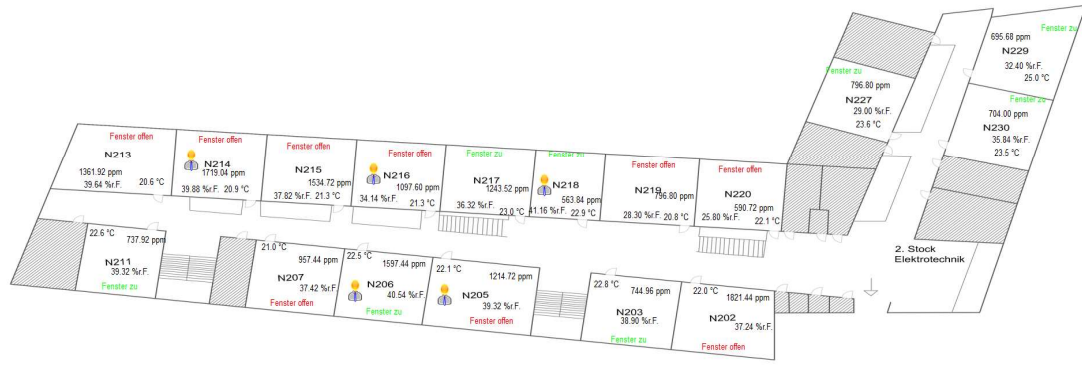 695.68 ppm
Fenster zu
N229
32.40 %r.F.
25.0 °C
Fenster zu
796.80 ppm
N227
29.00 %r.F.
23.6 °C
Fenster zu
704.00 ppm
N230
35.84 %r.F.
23.5 °C
Fenster offen
N213
1361.92 ppm
39.64 %r.F.
20.6 °C
Fenster offen
N214
1719.04 ppm
39.88 %r.F.
20.9 °C
Fenster offen
N215
1534.72 ppm
37.82 %r.F.
21.3 °C
Fenster offen
N216
1097.60 ppm
34.14 %r.F.
21.3 °C
Fenster zu
N217
1243.52 ppm
36.32 %r.F.
23.0 °C
Fenster zu
N218
563.84 ppm
41.16 %r.F.
22.9 °C
Fenster offen
N219
796.80 ppm
28.30 %r.F.
20.8 °C
Fenster offen
N220
590.72 ppm
25.80 %r.F.
22.1 °C
22.6 °C
737.92 ppm
N211
39.32 %r.F.
Fenster zu
21.0 °C
957.44 ppm
N207
37.42 %r.F.
Fenster offen
22.5 °C
1597.44 ppm
N206
40.54 %r.F.
Fenster zu
22.1 °C
1214.72 ppm
N205
39.32 %r.F.
Fenster offen
22.8 °C
744.96 ppm
N203
38.90 %r.F.
Fenster zu
22.0 °C
1821.44 ppm
N202
37.24 %r.F.
Fenster offen
2. Stock
Elektrotechnik